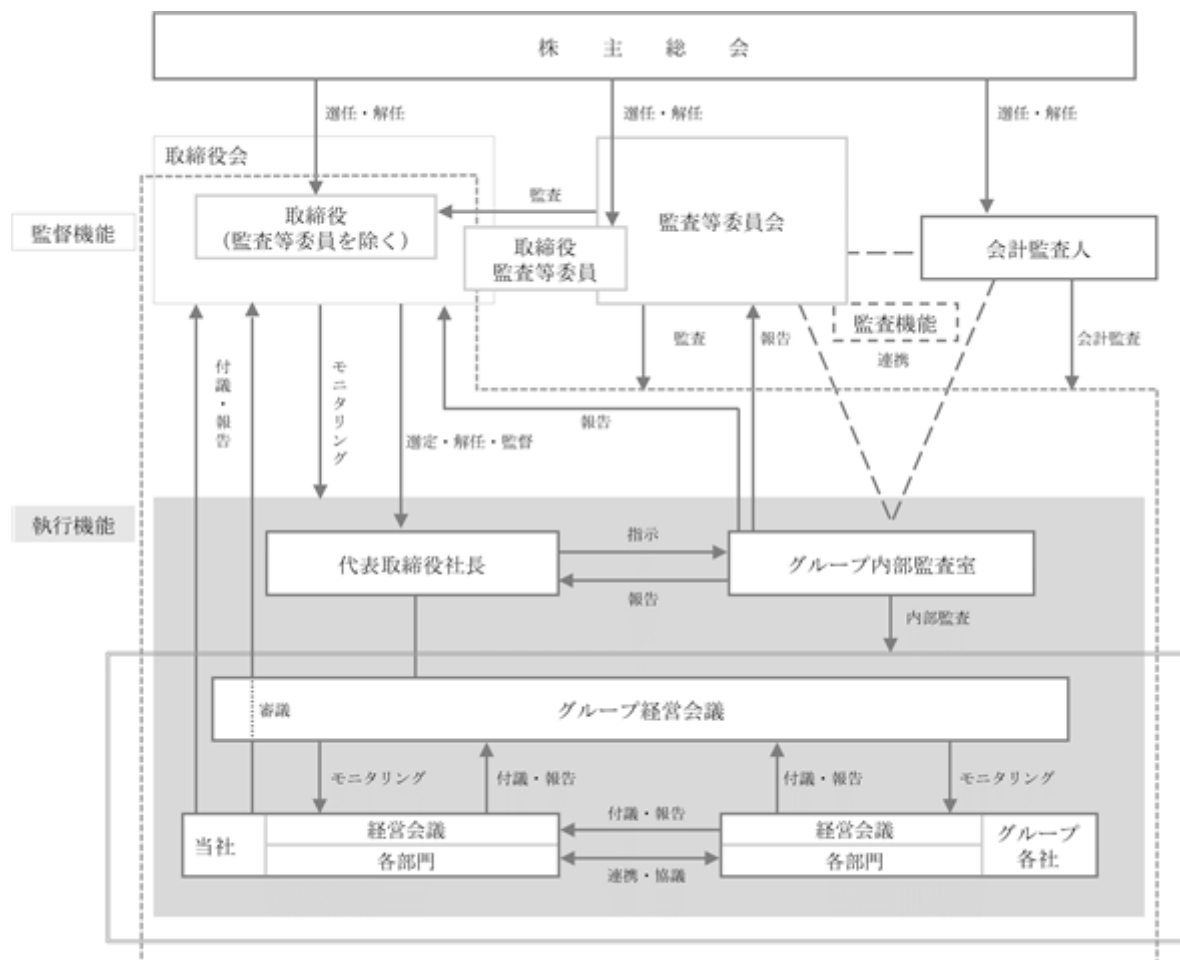 株 主 総 会
選任・解任
選任・解任
選任・解任
取締役会
監査
監督機能
取締役
（監査等委員を除く）
取締役
監査等委員
監査等委員会
会計監査人
監査機能
連携
監査
報告
会計監査
付議・報告
モニタリング
選定・解任・監督
報告
執行機能
代表取締役社長
指示
報告
グループ内部監査室
内部監査
審議
グループ経営会議
モニタリング
付議・報告
付議・報告
モニタリング
当社
経営会議
各部門
付議・報告
連携・協議
経営会議
各部門
グループ
各社